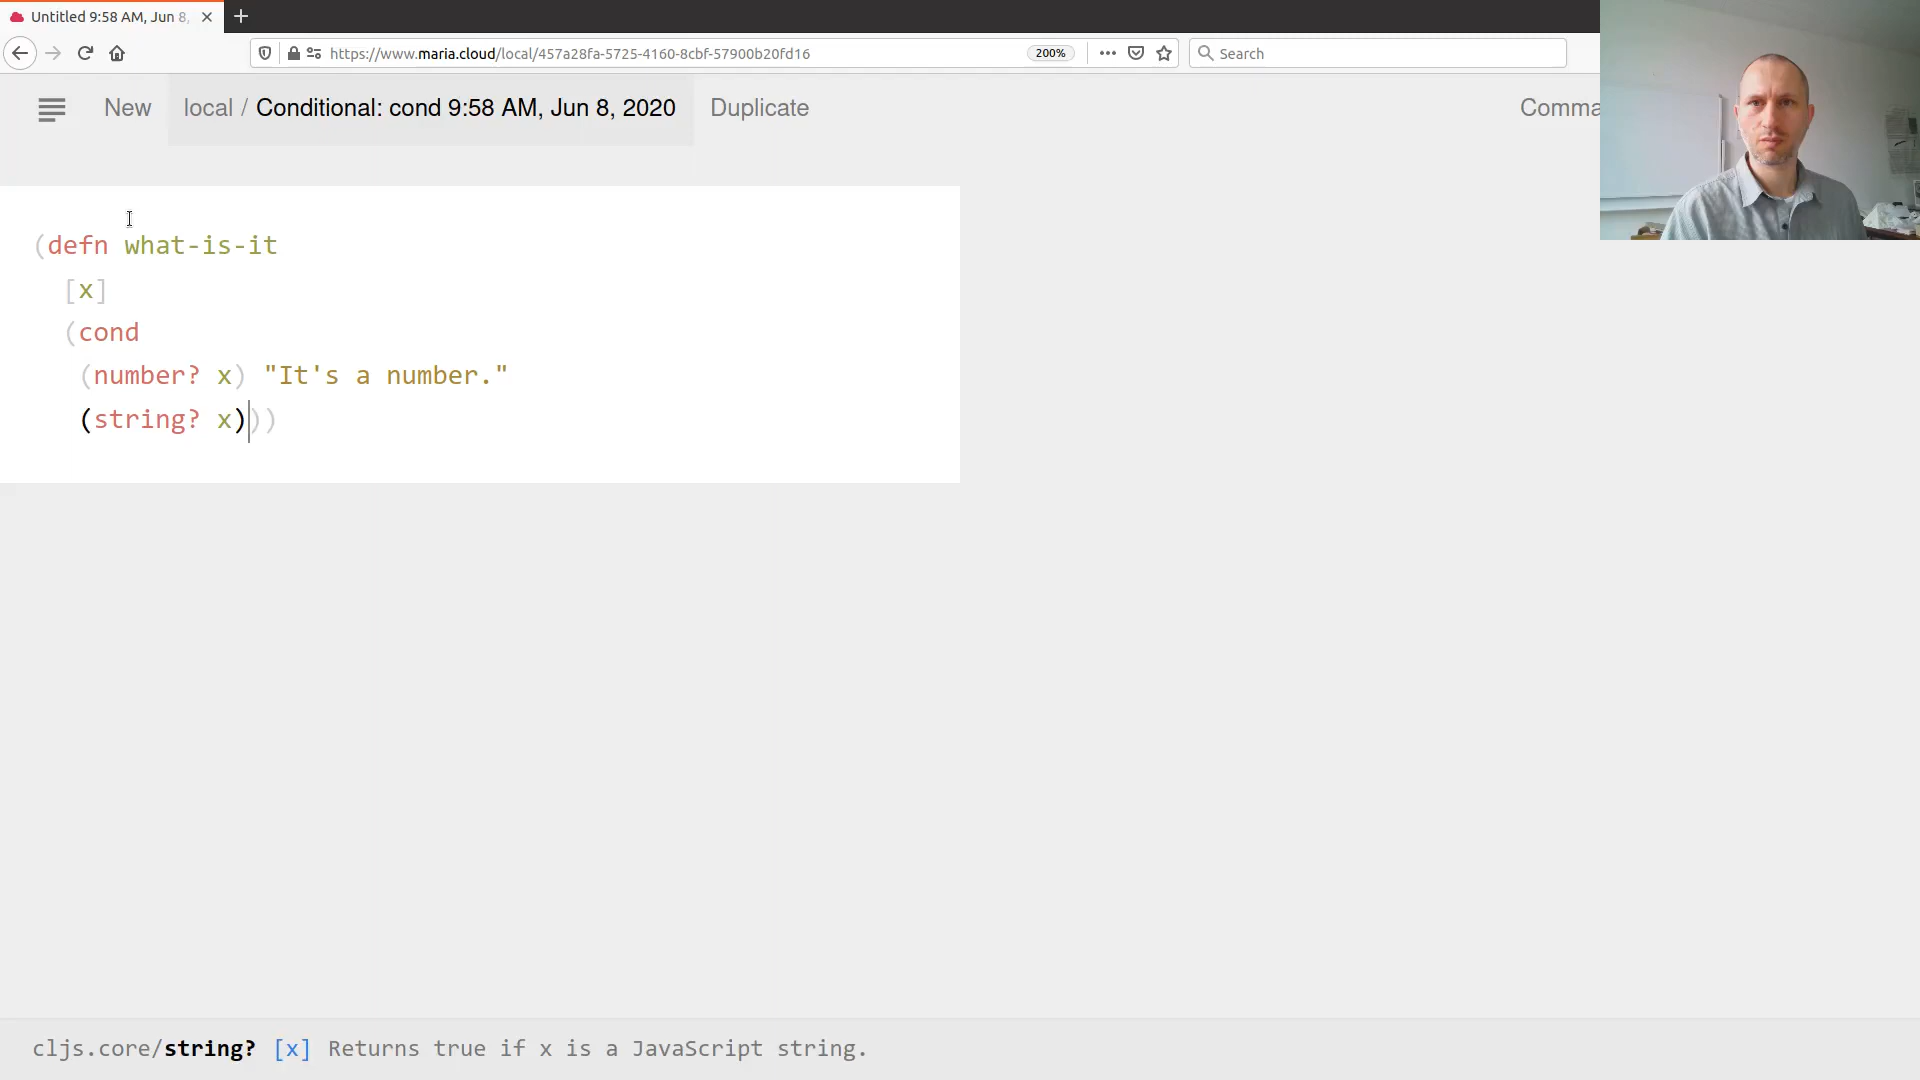 Untitled 9:58 AM, Jun 8,
https://www.maria.cloud/local/457a28fa-5725-4160-8cbf-57900b20fd16
200%
Search
New
local / Conditional: cond 9:58 AM, Jun 8, 2020
Duplicate
Comma
(defn what-is-it
[x]
(cond
(number? x) "It's a number."
(string? x)))
cljs.core/string? [x] Returns true if x is a JavaScript string.